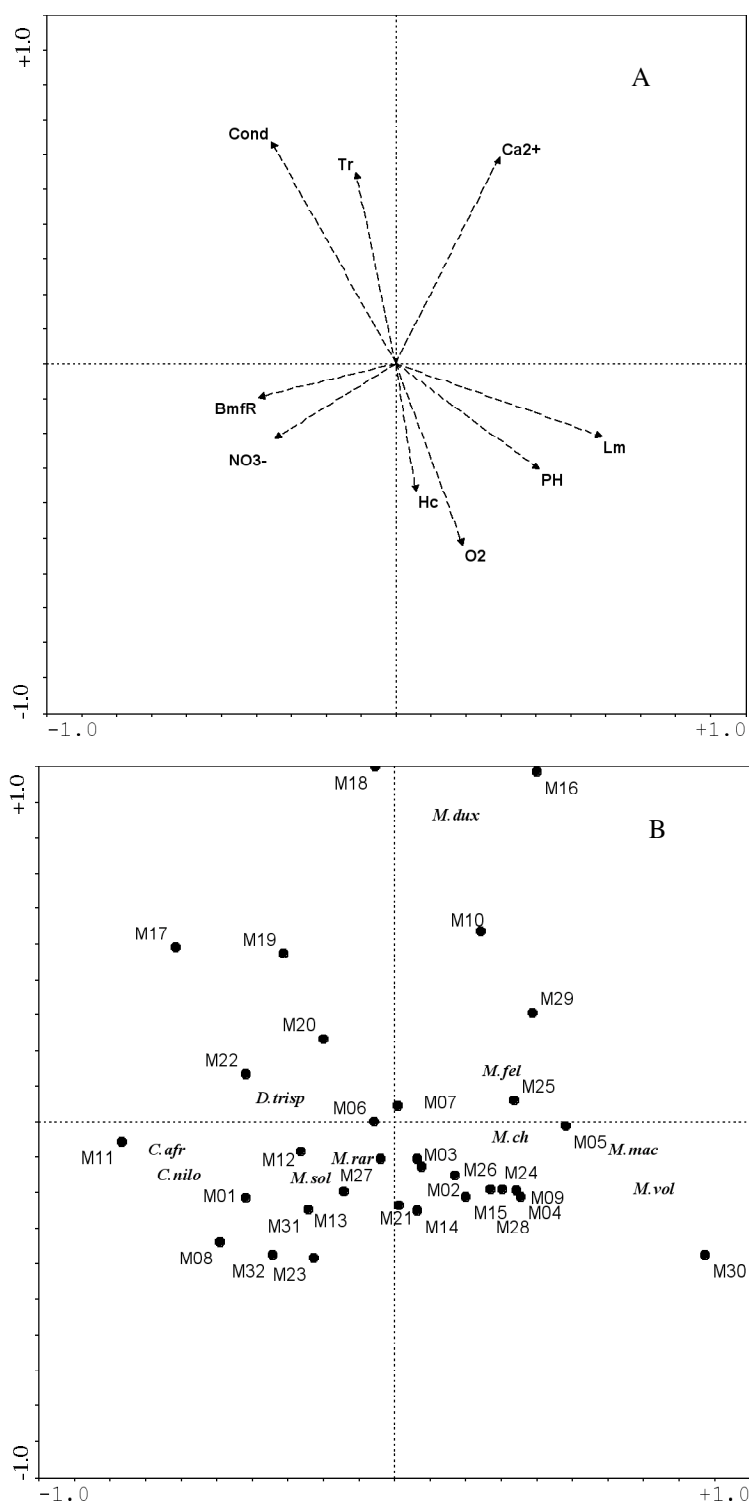 +1.0
A
Cond
Ca2+
Tr
BmfR
Lm
NO3-
PH
Hc
O2
-1.0
-1.0
+1.0
+1.0
M18
M16
M.dux
B
M10
M17
M19
M29
M20
M22
M.fel
M25
D.trisp
M06
M07
M.ch
M05
M.mac
M11
C.afr
M12
M.rar
M03
C.nilo
M.sol
M27
M26
M24
M.vol
M01
M02
M09
M31
M13
M21
M14
M15
M04
M28
M08
M32
M23
M30
-1.0
-1.0
+1.0